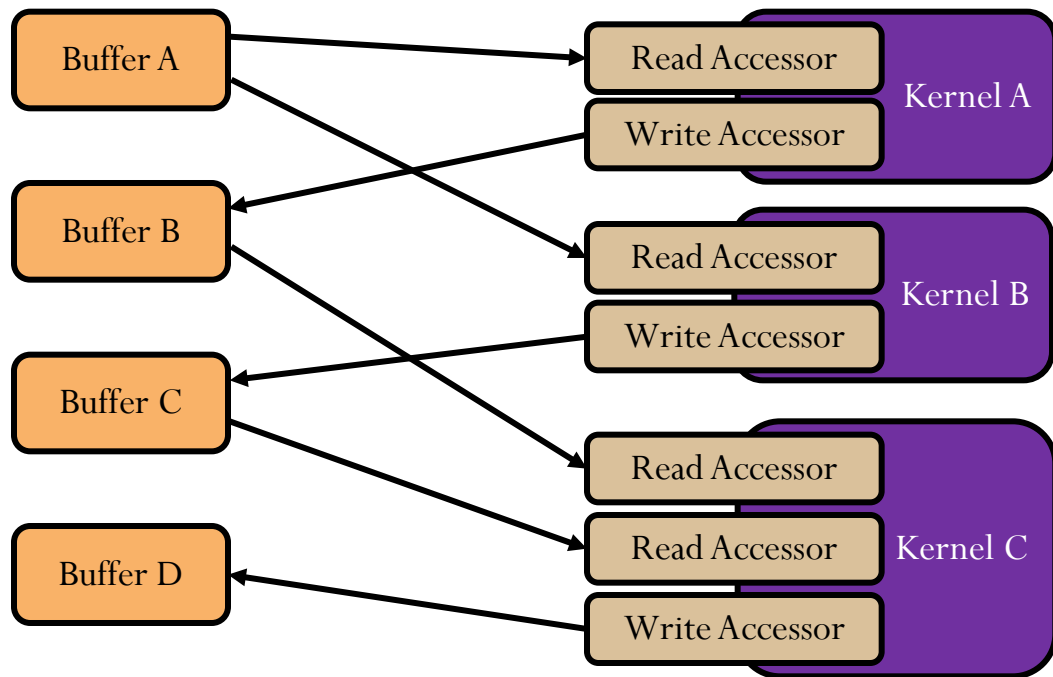 Buffer A
Read Accessor
Kernel A
Write Accessor
Buffer B
Read Accessor
Kernel B
Write Accessor
Buffer C
Read Accessor
Read Accessor
Kernel C
Buffer D
Write Accessor